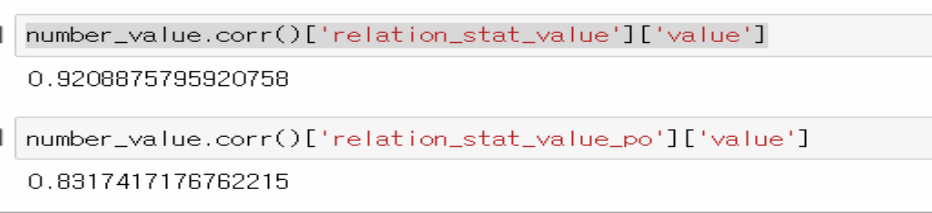 number_value.corr()['relation_stat_value']['value']
0.9208875795920758
number_value.corr()['relation_stat_value_po']['value']
0.8317417176762215